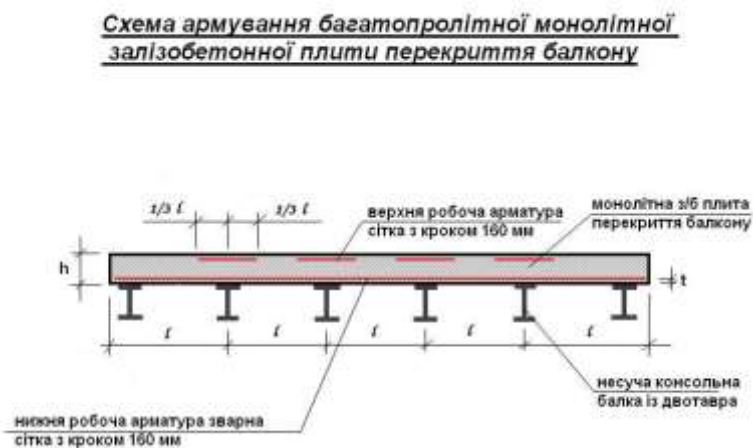 Схема армування багатопролітної монолітної
залізобетонної плити перекриття балкону
1/3 ℓ
1/3 ℓ
верхня робоча арматура
сітка з кроком 160 мм
монолітна з/б плита
перекриття балкону
h
t
ℓ
ℓ
ℓ
ℓ
ℓ
несуча консольна
балка із двотавра
нижня робоча арматура зварна
сітка з кроком 160 мм